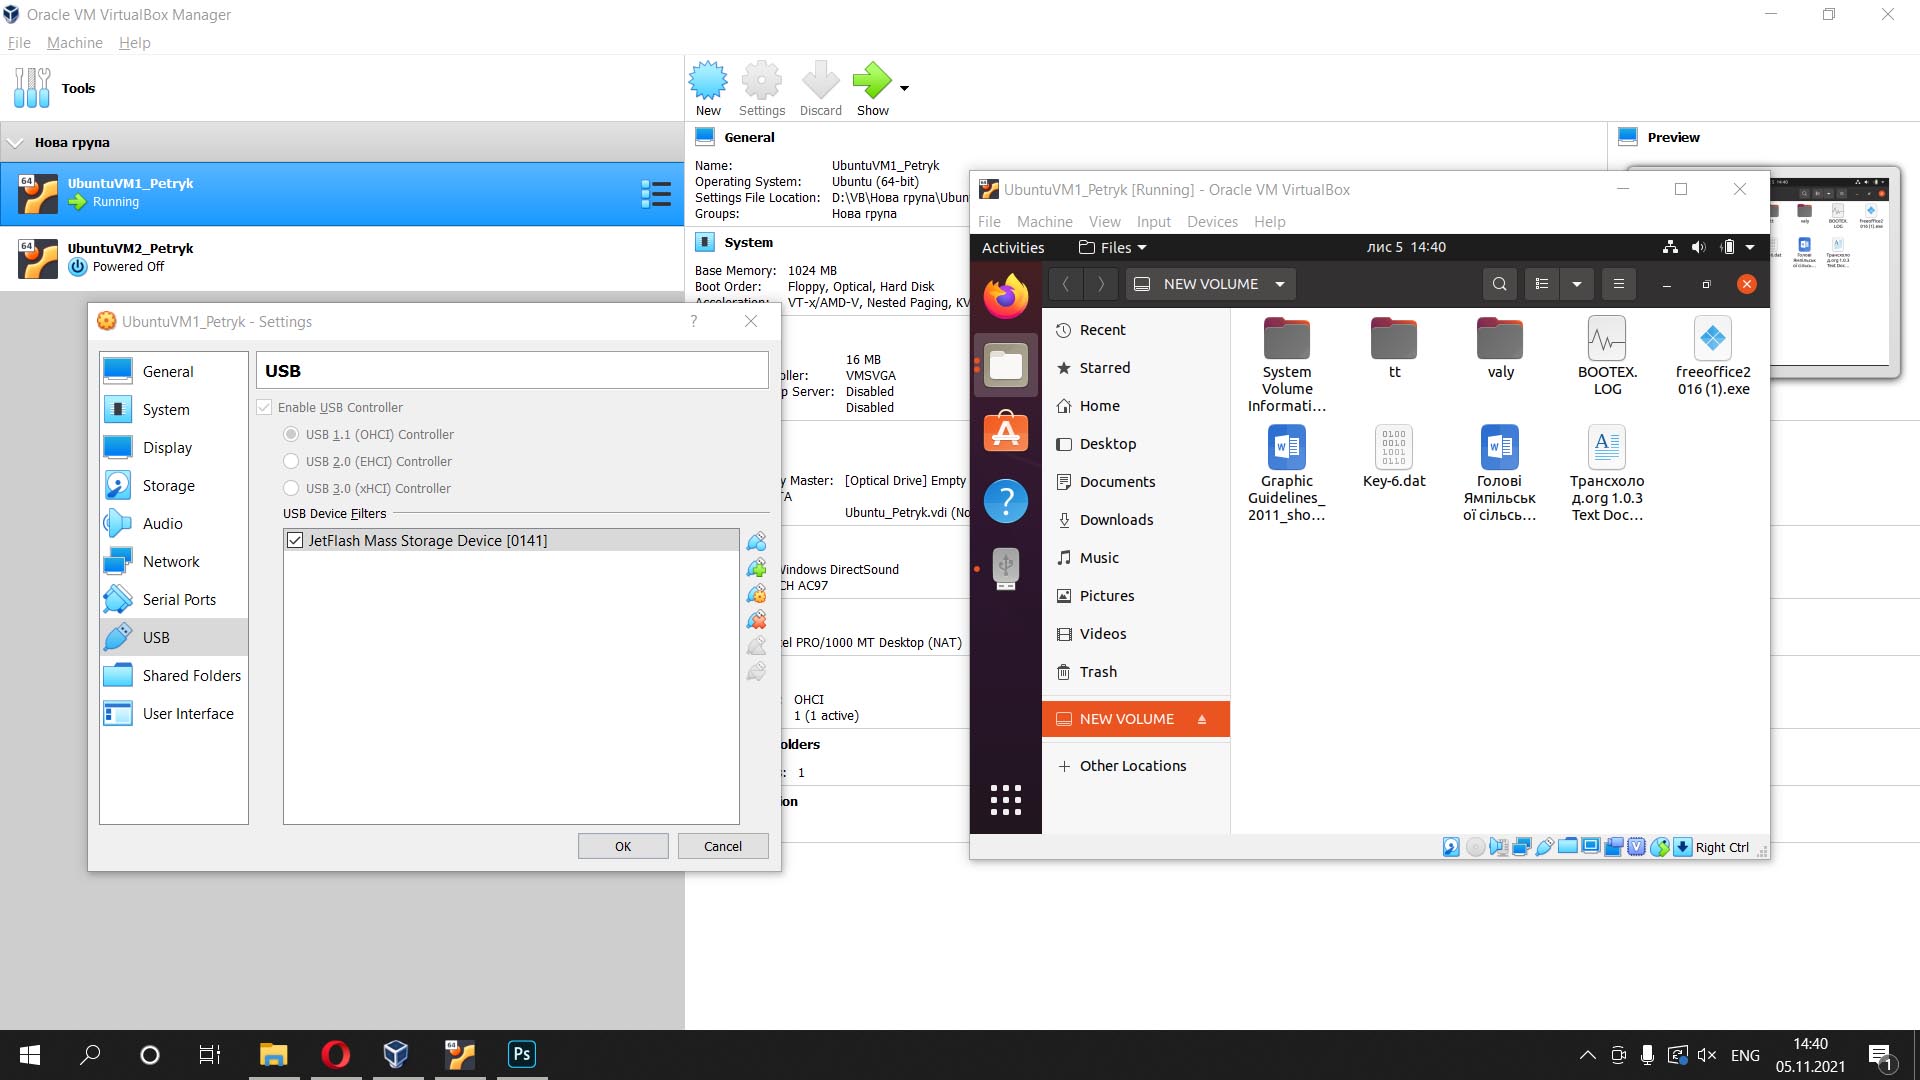 Oracle VM VirtualBox Manager
File Machine Help
Tools
New Settings Discard Show
Нова група
64
UbuntuVM1_Petryk
Running
64
UbuntuVM2_Petryk
Powered Off
General
Name: UbuntuVM1_Petryk
Operating System: Ubuntu (64-bit)
Settings File Location: D:\VB\Нова група\Ubun
Groups: Нова група
System
Base Memory: 1024 MB
Boot Order: Floppy, Optical, Hard Disk
VT-x/AMD-V, Nested Paging, KV
16 MB
oller: VMSVGA
p Server: Disabled
Disabled
y Master: [Optical Drive] Empty
TA
Ubuntu_Petryk.vdi (No
Windows DirectSound
CH AC97
tel PRO/1000 MT Desktop (NAT)
: OHCI
1 (1 active)
olders
: 1
ion
Preview
UbuntuVM1_Petryk - Settings
?
General
System
Display
Storage
Audio
Network
Serial Ports
USB
Shared Folders
User Interface
USB
Enable USB Controller
USB 1.1 (OHCI) Controller
USB 2.0 (EHCI) Controller
USB 3.0 (xHCI) Controller
USB Device Filters
JetFlash Mass Storage Device [0141]
OK Cancel
UbuntuVM1_Petryk [Running] - Oracle VM VirtualBox
File Machine View Input Devices Help
Activities Files лис 5 14:40
NEW VOLUME
Recent
Starred
Home
Desktop
Documents
Downloads
Music
Pictures
Videos
Trash
NEW VOLUME
Other Locations
System
Volume
Informati...
tt
valy
BOOTEX.
LOG
freeoffice2
016 (1).exe
Graphic
Guidelines_
2011_sho...
Key-6.dat
Голові
Ямпільськ
ої сільсь...
Трансхоло
д.org 1.0.3
Text Doc...
Right Ctrl
Ps
ENG
14:40
05.11.2021
1